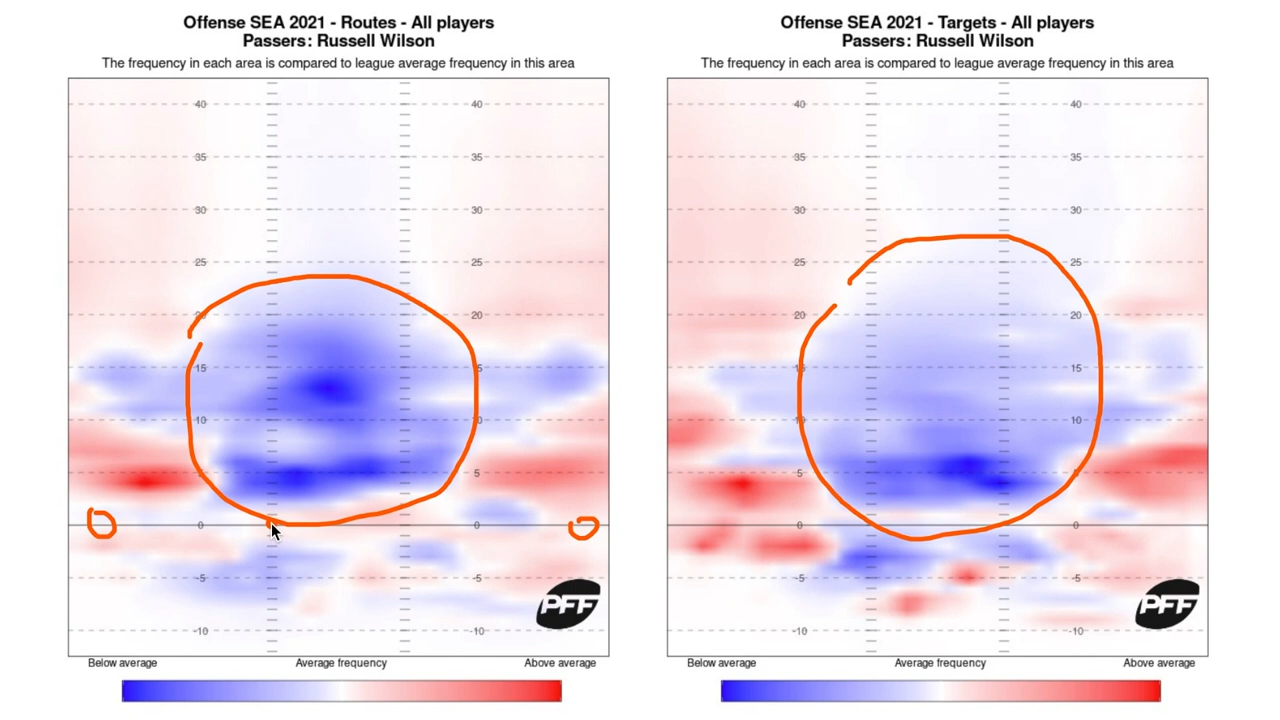 Offense SEA 2021 - Routes - All players
Passers: Russell Wilson
The frequency in each area is compared to league average frequency in this area
40 40
35 35
30 30
25 25
20 20
15 15
10 0
5 5
0 0
-5 -5
-10 -10
PFF
Below average Average frequency Above average
Offense SEA 2021 - Targets - All players
Passers: Russell Wilson
The frequency in each area is compared to league average frequency in this area
40 40
35 35
30 30
25 25
20 20
15 15
10 10
5 5
0 0
-5 -5
-10 -10
PFF
Below average Average frequency Above average